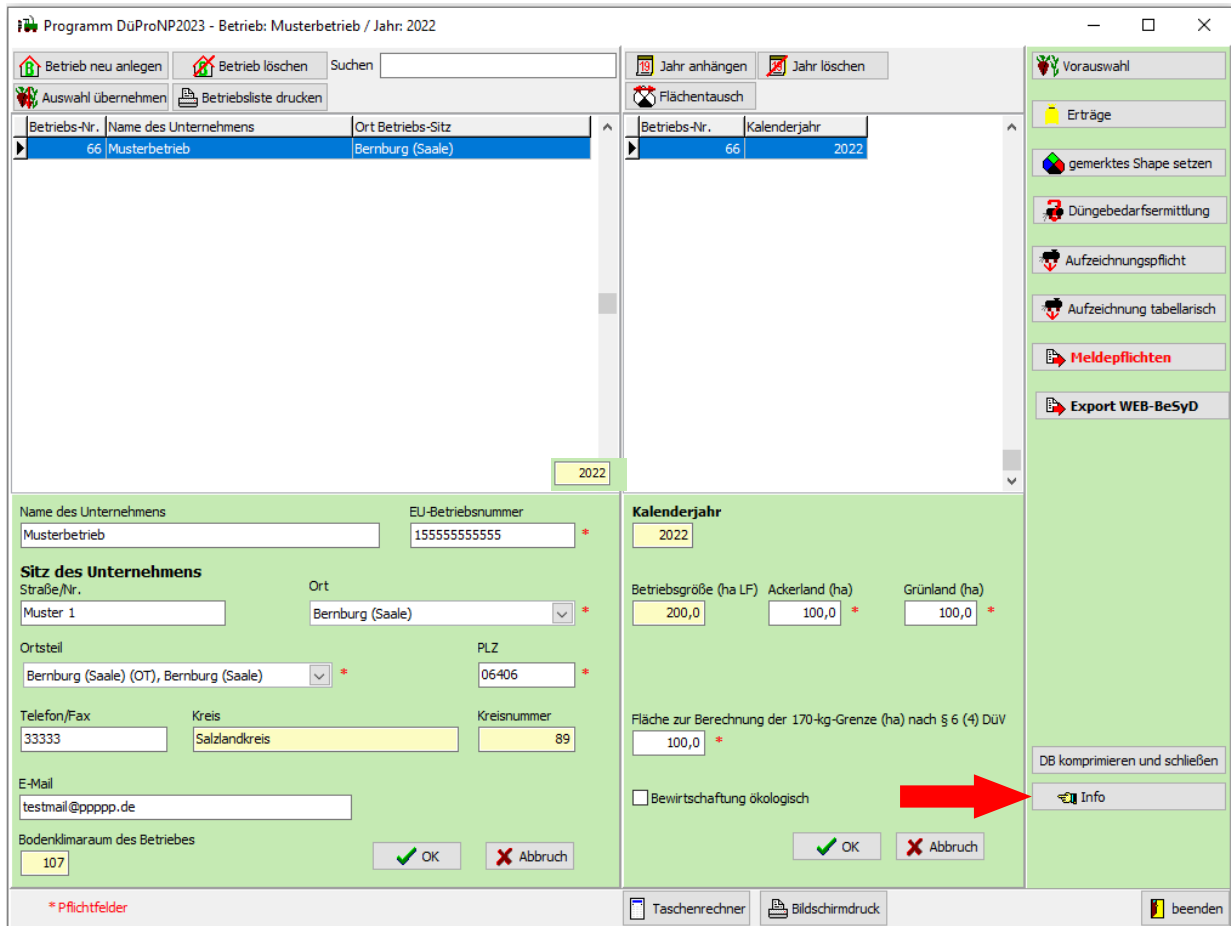 Programm DüProNP2023 - Betrieb: Musterbetrieb / Jahr: 2022
Betrieb neu anlegen
Betrieb löschen
Suchen
Auswahl übernehmen
Betriebsliste drucken
Betriebs-Nr. Name des Unternehmens Ort Betriebs-Sitz
66 Musterbetrieb Bernburg (Saale)
2022
Jahr anhängen
Jahr löschen
Flächentausch
Betriebs-Nr. Kalenderjahr
66 2022
Vorauswahl
Erträge
gemerktes Shape setzen
Düngebedarfsermittlung
Aufzeichnungspflicht
Aufzeichnung tabellarisch
Meldepflichten
Export WEB-BeSyD
Name des Unternehmens EU-Betriebsnummer
Musterbetrieb 155555555555 *
Sitz des Unternehmens
Straße/Nr. Ort
Muster 1 Bernburg (Saale) *
Ortsteil PLZ
Bernburg (Saale) (OT), Bernburg (Saale) * 06406 *
Telefon/Fax Kreis Kreisnummer
33333 Salzlandkreis 89
E-Mail
testmail@ppppp.de
Bodenklimaraum des Betriebes
107 OK Abbruch
Kalenderjahr
2022
Betriebsgröße (ha LF) Ackerland (ha) Grünland (ha)
200,0 100,0 * 100,0 *
Fläche zur Berechnung der 170-kg-Grenze (ha) nach § 6 (4) DüV
100,0 *
Bewirtschaftung ökologisch
OK Abbruch
DB komprimieren und schließen
Info
* Pflichtfelder
Taschenrechner
Bildschirmdruck
beenden